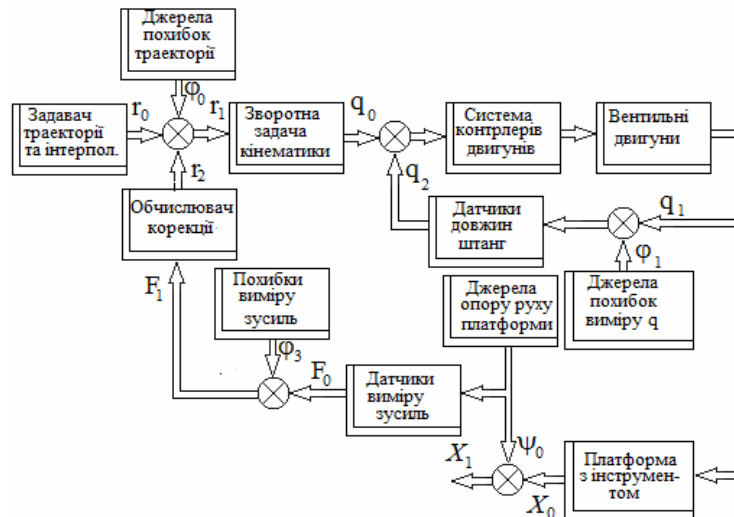 Джерела
похибок
траекторії
φ0
r0
r1
q0
Задавач
траекторії
та інтерпол.
Зворотна
задача
кінематики
Система
контрлерів
двигунів
Вентильні
двигуни
r2
q2
q1
Обчислювач
корекції
Датчики
довжин
штанг
φ1
F1
Похибки
виміру
зусиль
Джерела
опору руху
платформи
Джерела
похибок
виміру q
φ3
F0
Датчики
виміру
зусиль
ψ0
X1
X0
Платформа
з інструмен-
том